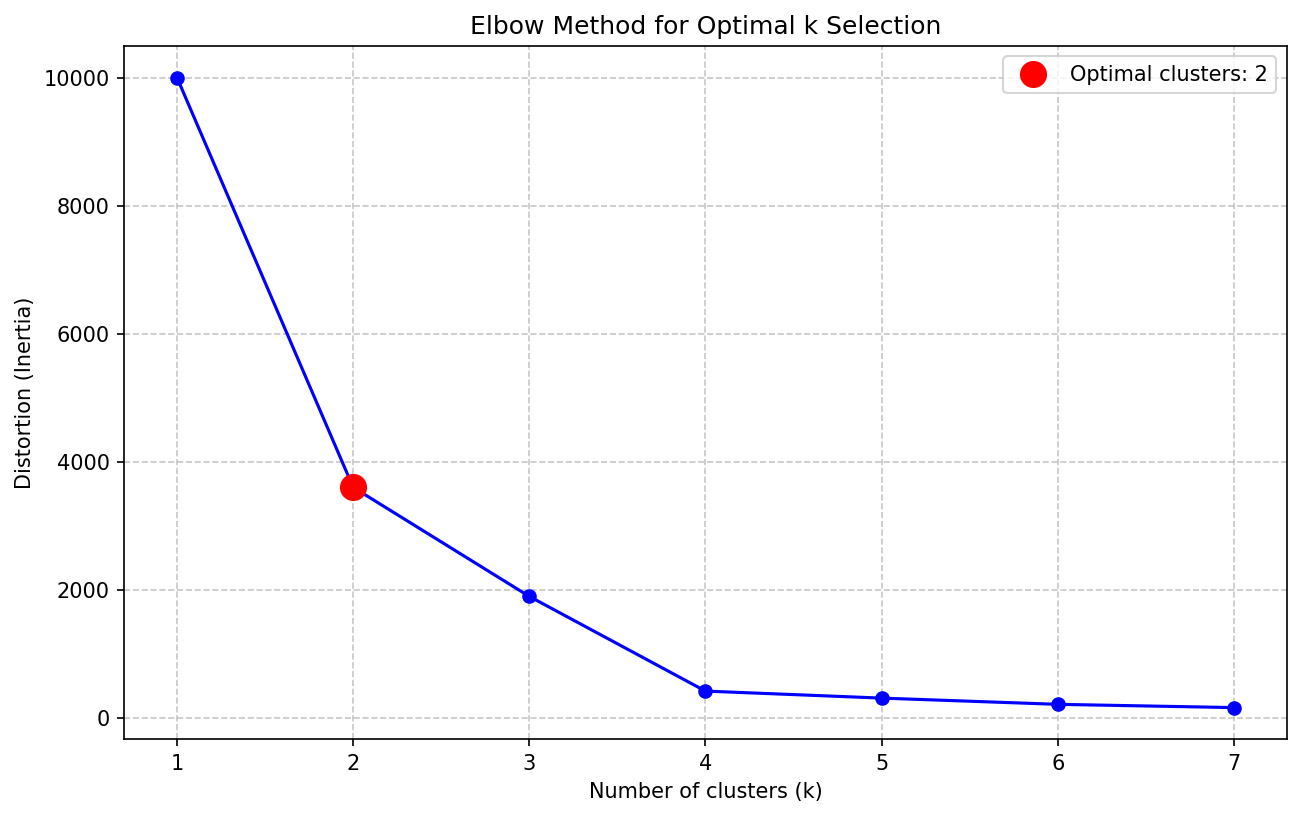 Elbow Method for Optimal k Selection
Optimal clusters: 2
Distortion (Inertia)
10000
8000
6000
4000
2000
0
1 2 3 4 5 6 7
Number of clusters (k)